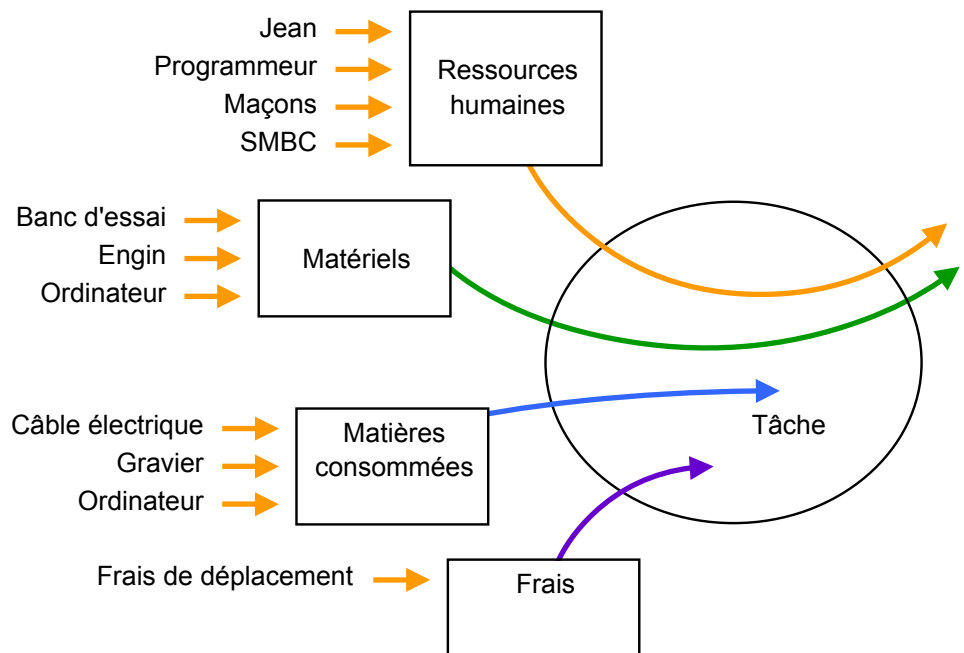 Jean
Programmeur
Maçons
SMBC
Ressources
humaines
Banc d'essai
Engin
Ordinateur
Matériels
Câble électrique
Gravier
Ordinateur
Matières
consommées
Tâche
Frais de déplacement
Frais